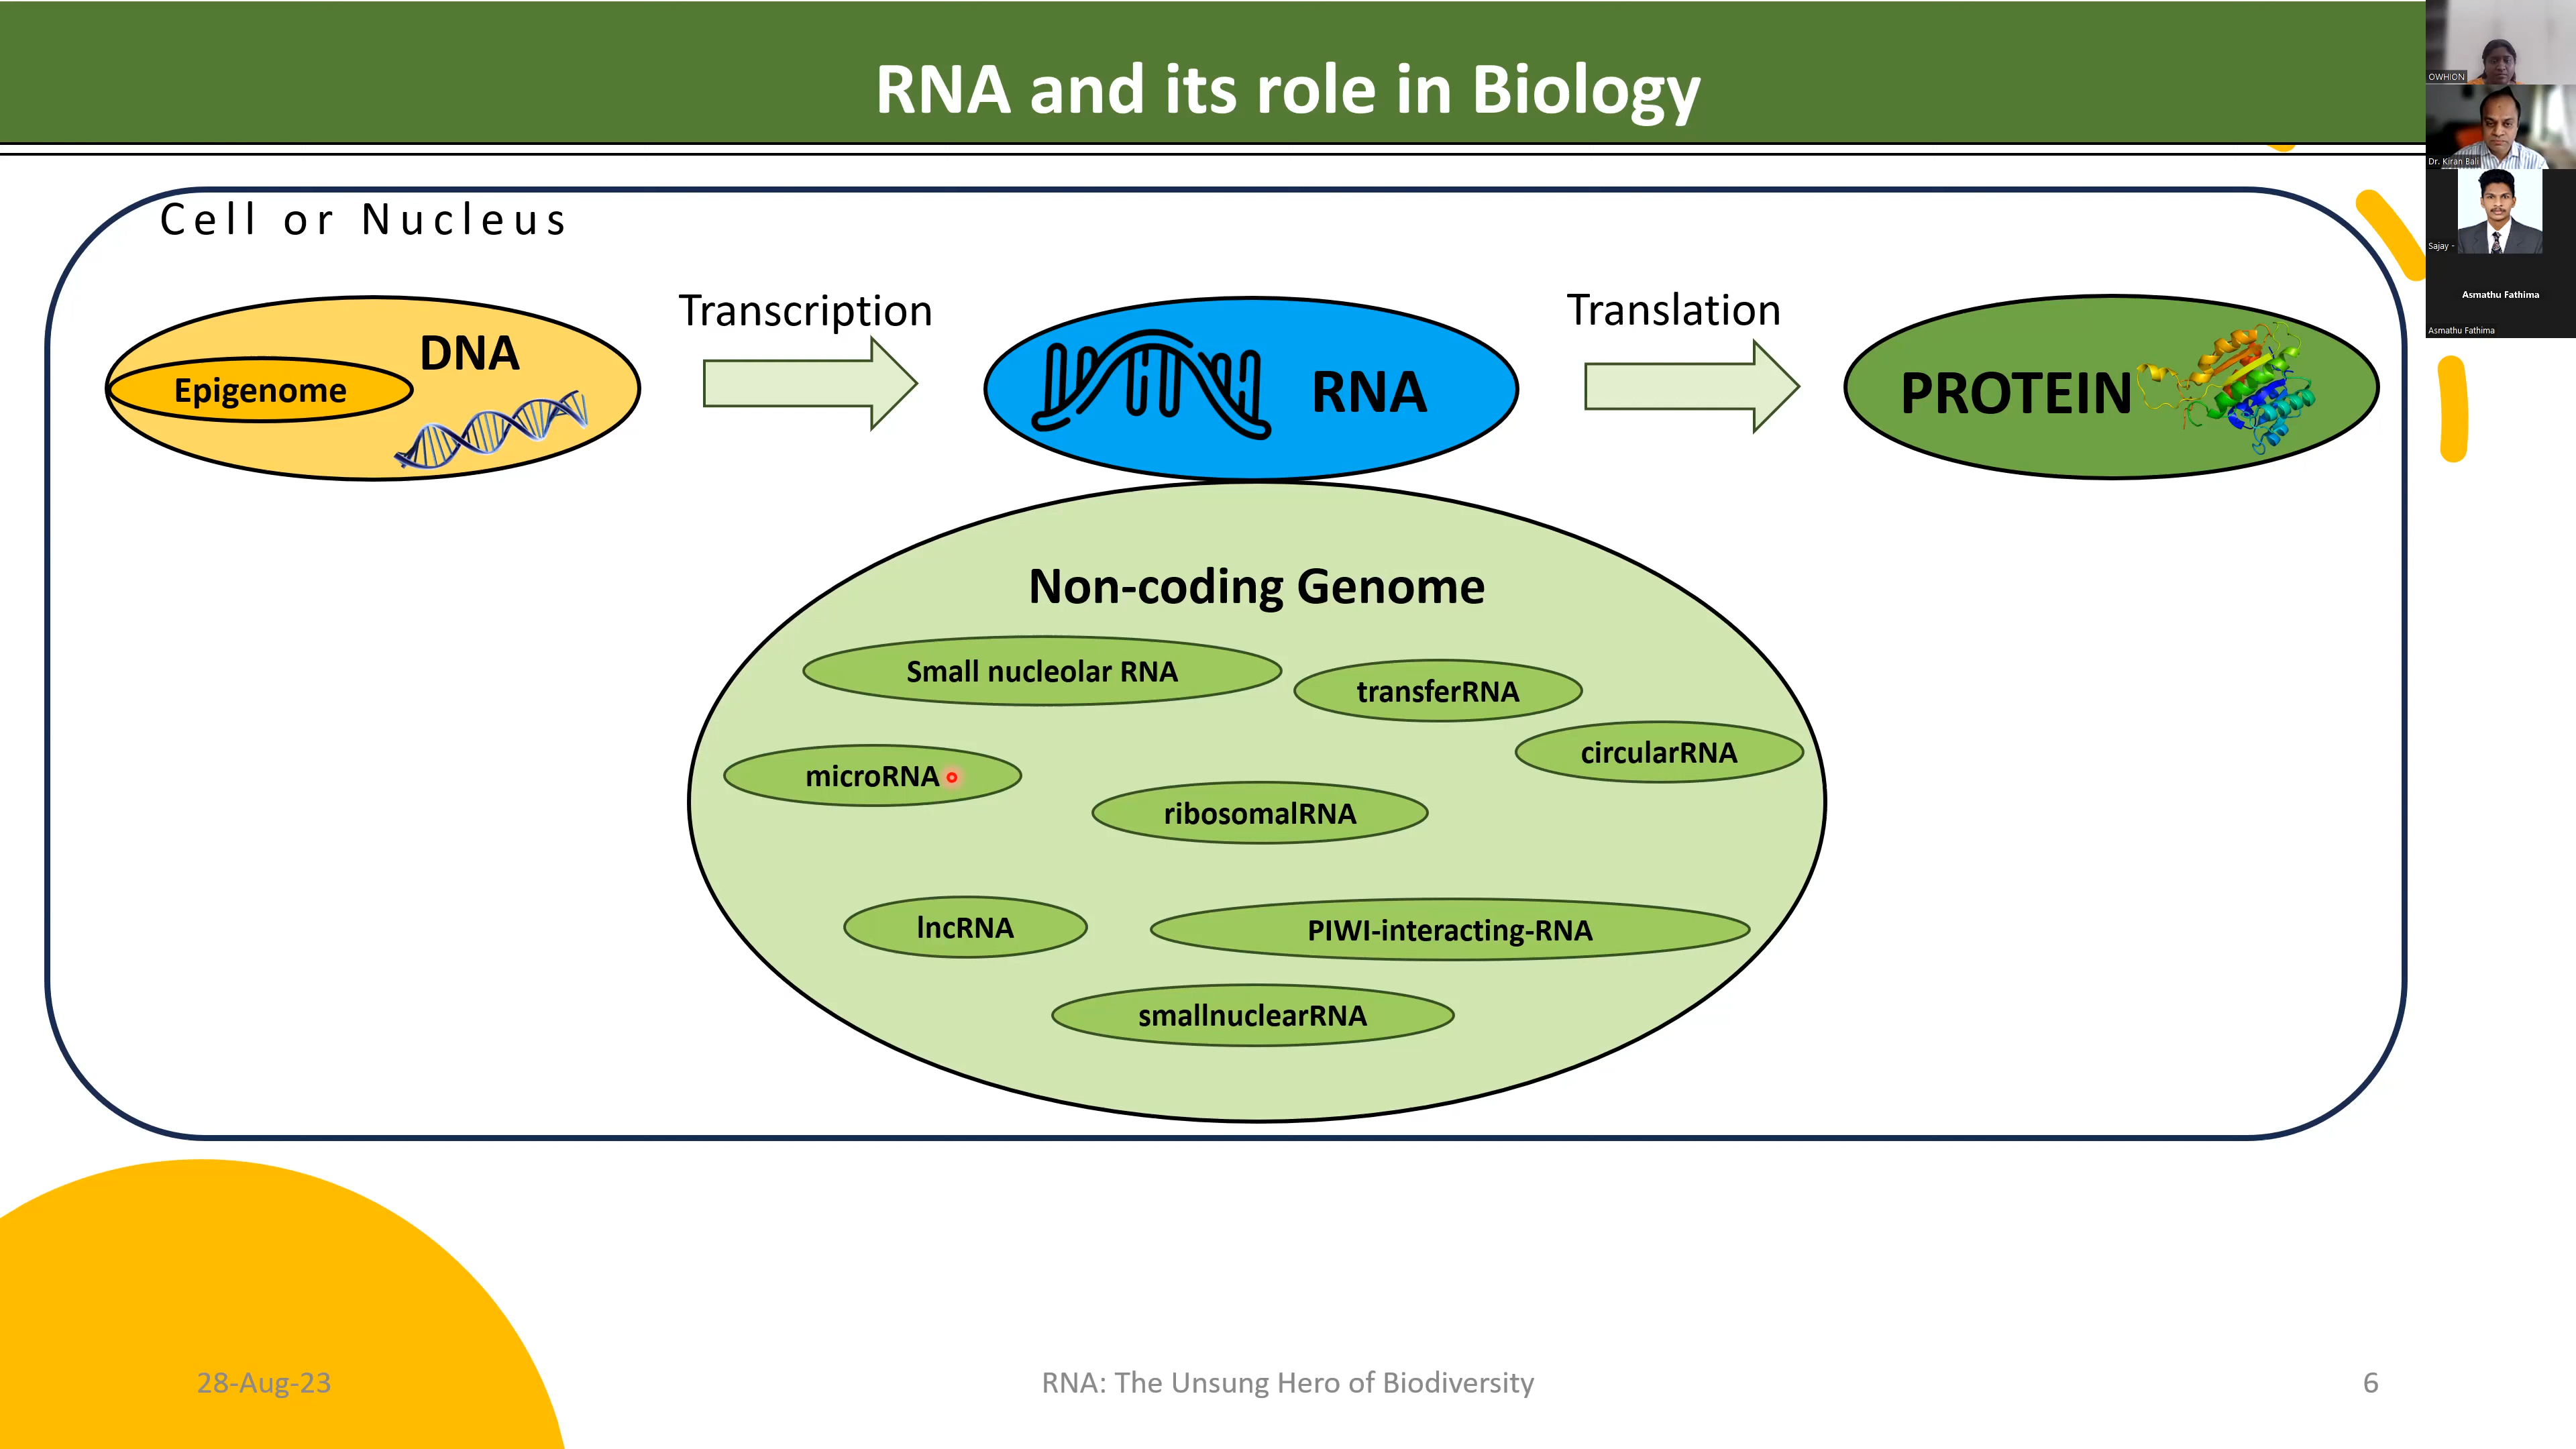 RNA and its role in Biology
OWHION
Dr. Kiran Bali
Sajay -
Asmathu Fathima
Asmathu Fathima
Cell or Nucleus
Transcription
Translation
DNA
Epigenome
RNA
PROTEIN
Non-coding Genome
Small nucleolar RNA
transferRNA
circularRNA
microRNA
ribosomalRNA
lncRNA
PIWI-interacting-RNA
smallnuclearRNA
28-Aug-23
RNA: The Unsung Hero of Biodiversity
6